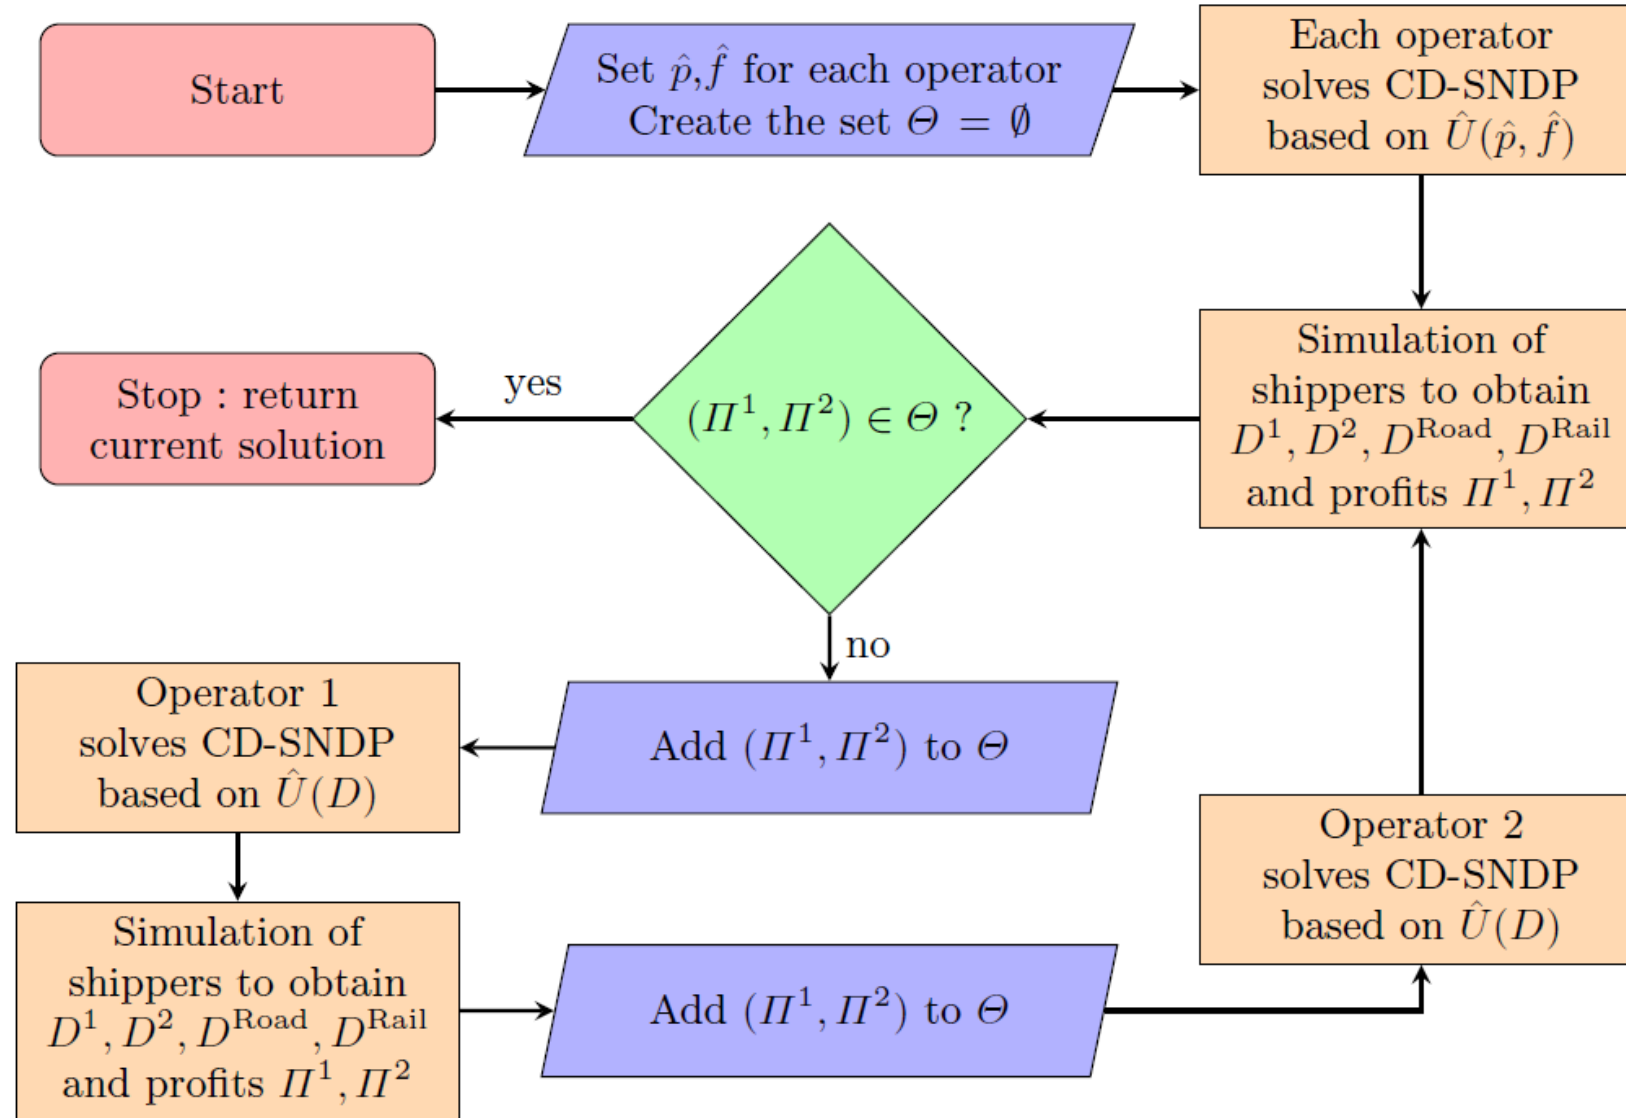 Start
Set p̂,f̂ for each operator
Create the set Θ = ∅
Each operator
solves CD-SNDP
based on Û(p̂, f̂)
Simulation of
shippers to obtain
D¹, D², D^Road, D^Rail
and profits Π¹, Π²
(Π¹, Π²) ∈ Θ ?
yes
Stop : return
current solution
no
Add (Π¹, Π²) to Θ
Operator 1
solves CD-SNDP
based on Û(D)
Simulation of
shippers to obtain
D¹, D², D^Road, D^Rail
and profits Π¹, Π²
Add (Π¹, Π²) to Θ
Operator 2
solves CD-SNDP
based on Û(D)